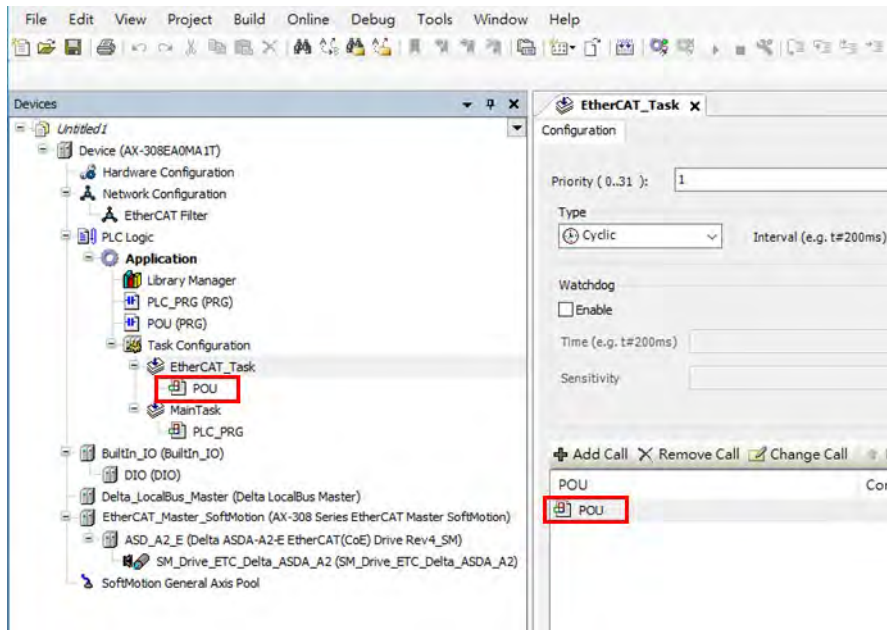 File Edit View Project Build Online Debug Tools Window Help
Devices
Untitled1
Device (AX-308EA0MA1T)
Hardware Configuration
Network Configuration
EtherCAT Filter
PLC Logic
Application
Library Manager
PLC_PRG (PRG)
POU (PRG)
Task Configuration
EtherCAT_Task
POU
MainTask
PLC_PRG
BuiltIn_IO (BuiltIn_IO)
DIO (DIO)
Delta_LocalBus_Master (Delta LocalBus Master)
EtherCAT_Master_SoftMotion (AX-308 Series EtherCAT Master SoftMotion)
ASD_A2_E (Delta ASDA-A2-E EtherCAT(CoE) Drive Rev4_SM)
SM_Drive_ETC_Delta_ASDA_A2 (SM_Drive_ETC_Delta_ASDA_A2)
SoftMotion General Axis Pool
EtherCAT_Task
Configuration
Priority ( 0..31 ): 1
Type
Cyclic Interval (e.g. t#200ms)
Watchdog
Enable
Time (e.g. t#200ms)
Sensitivity
Add Call Remove Call Change Call
POU
POU